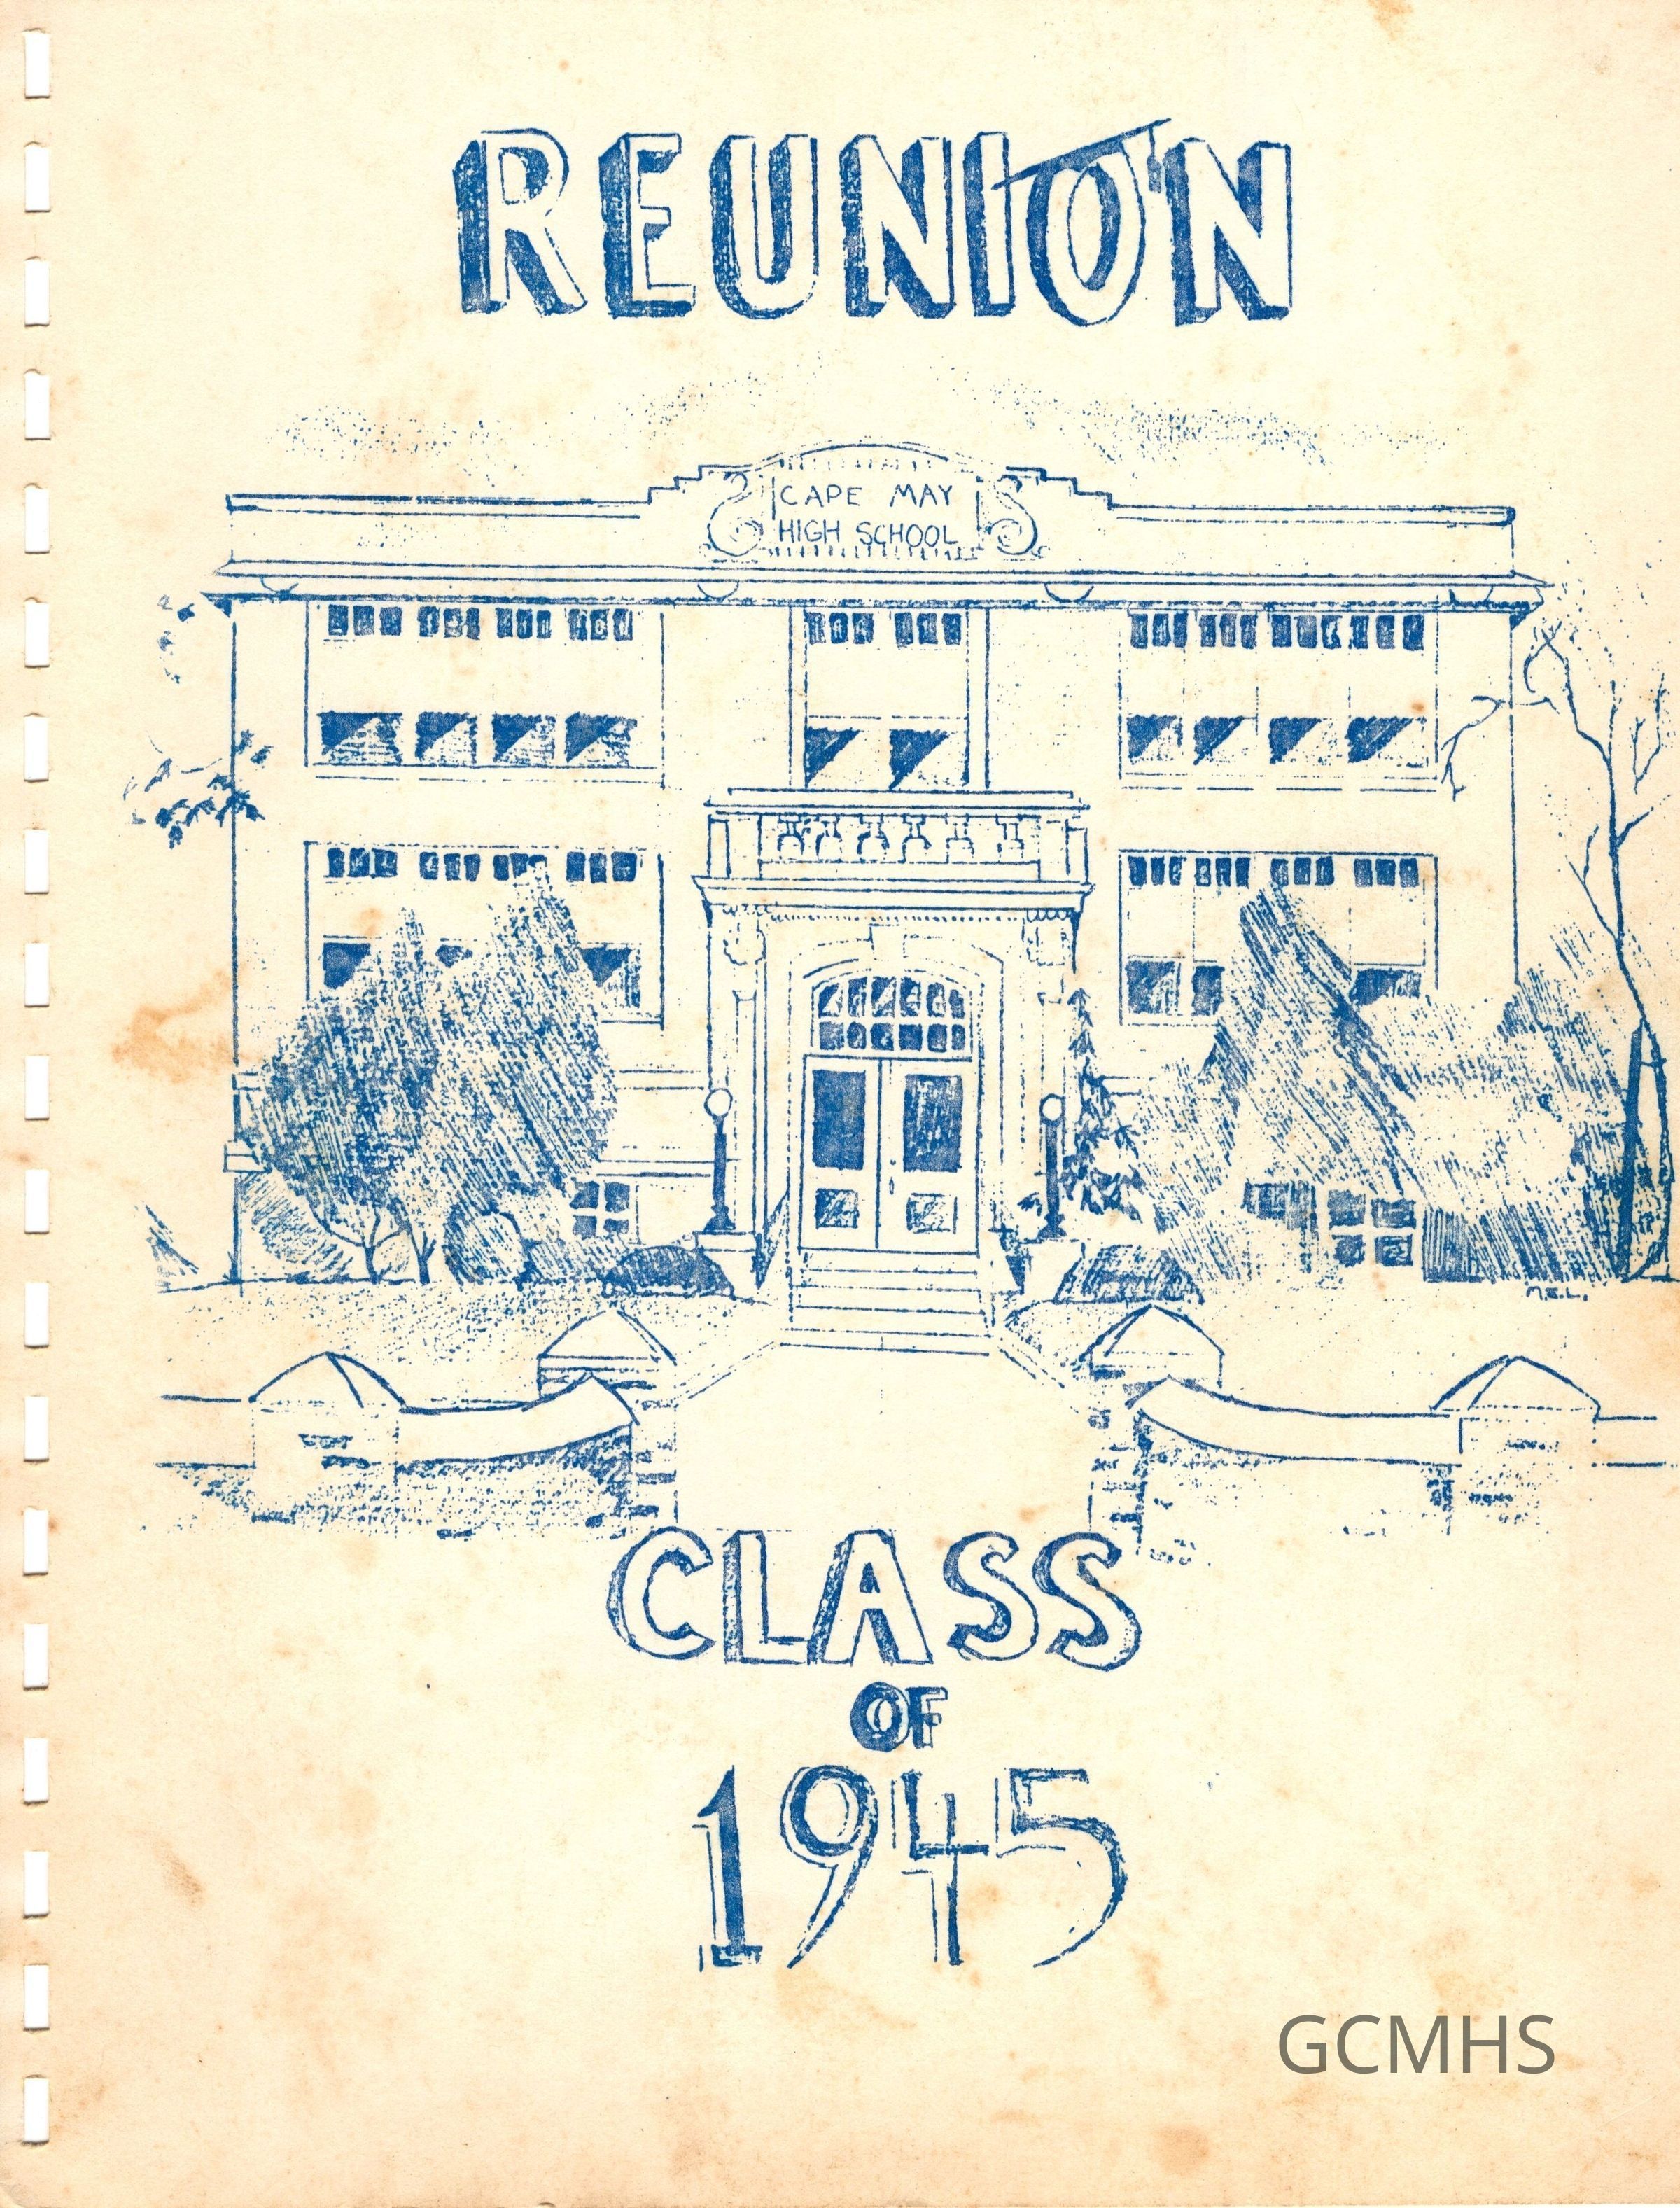 REUNION
CAPE MAY
HIGH SCHOOL
M.E.L.
CLASS
OF
1945
GCMHS